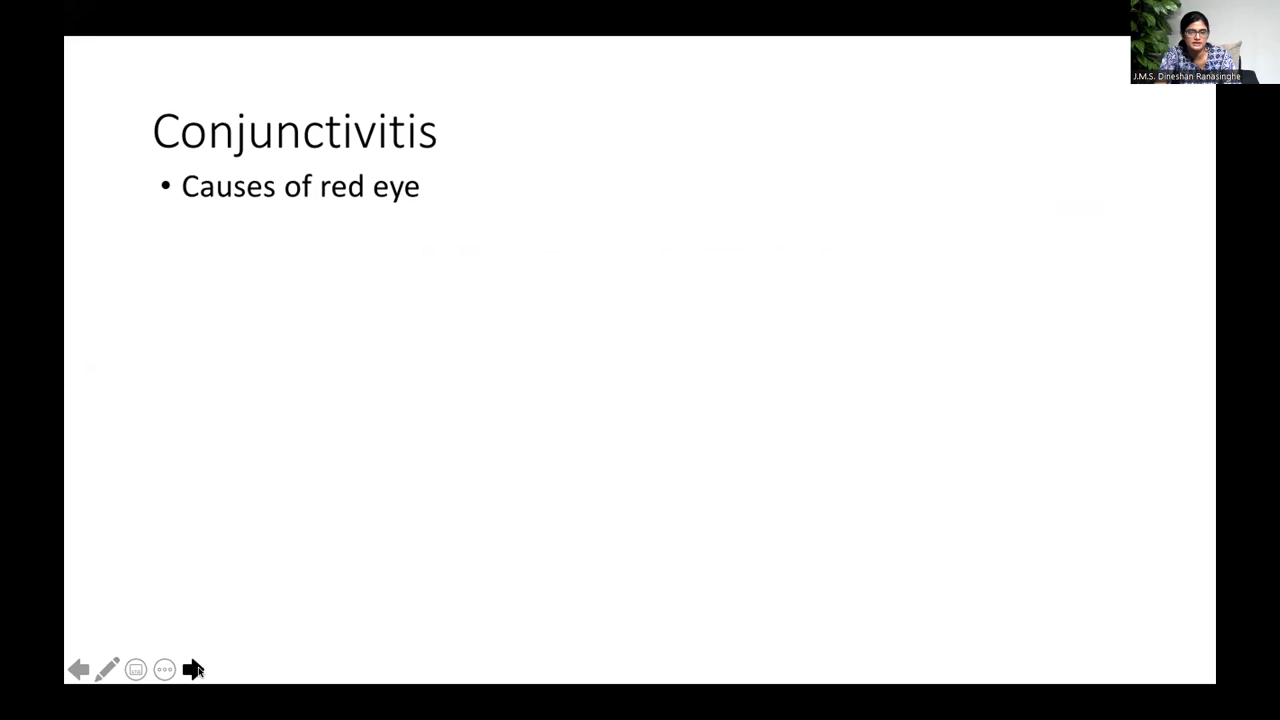 J.M.S. Dineshan Ranasinghe
Conjunctivitis
• Causes of red eye